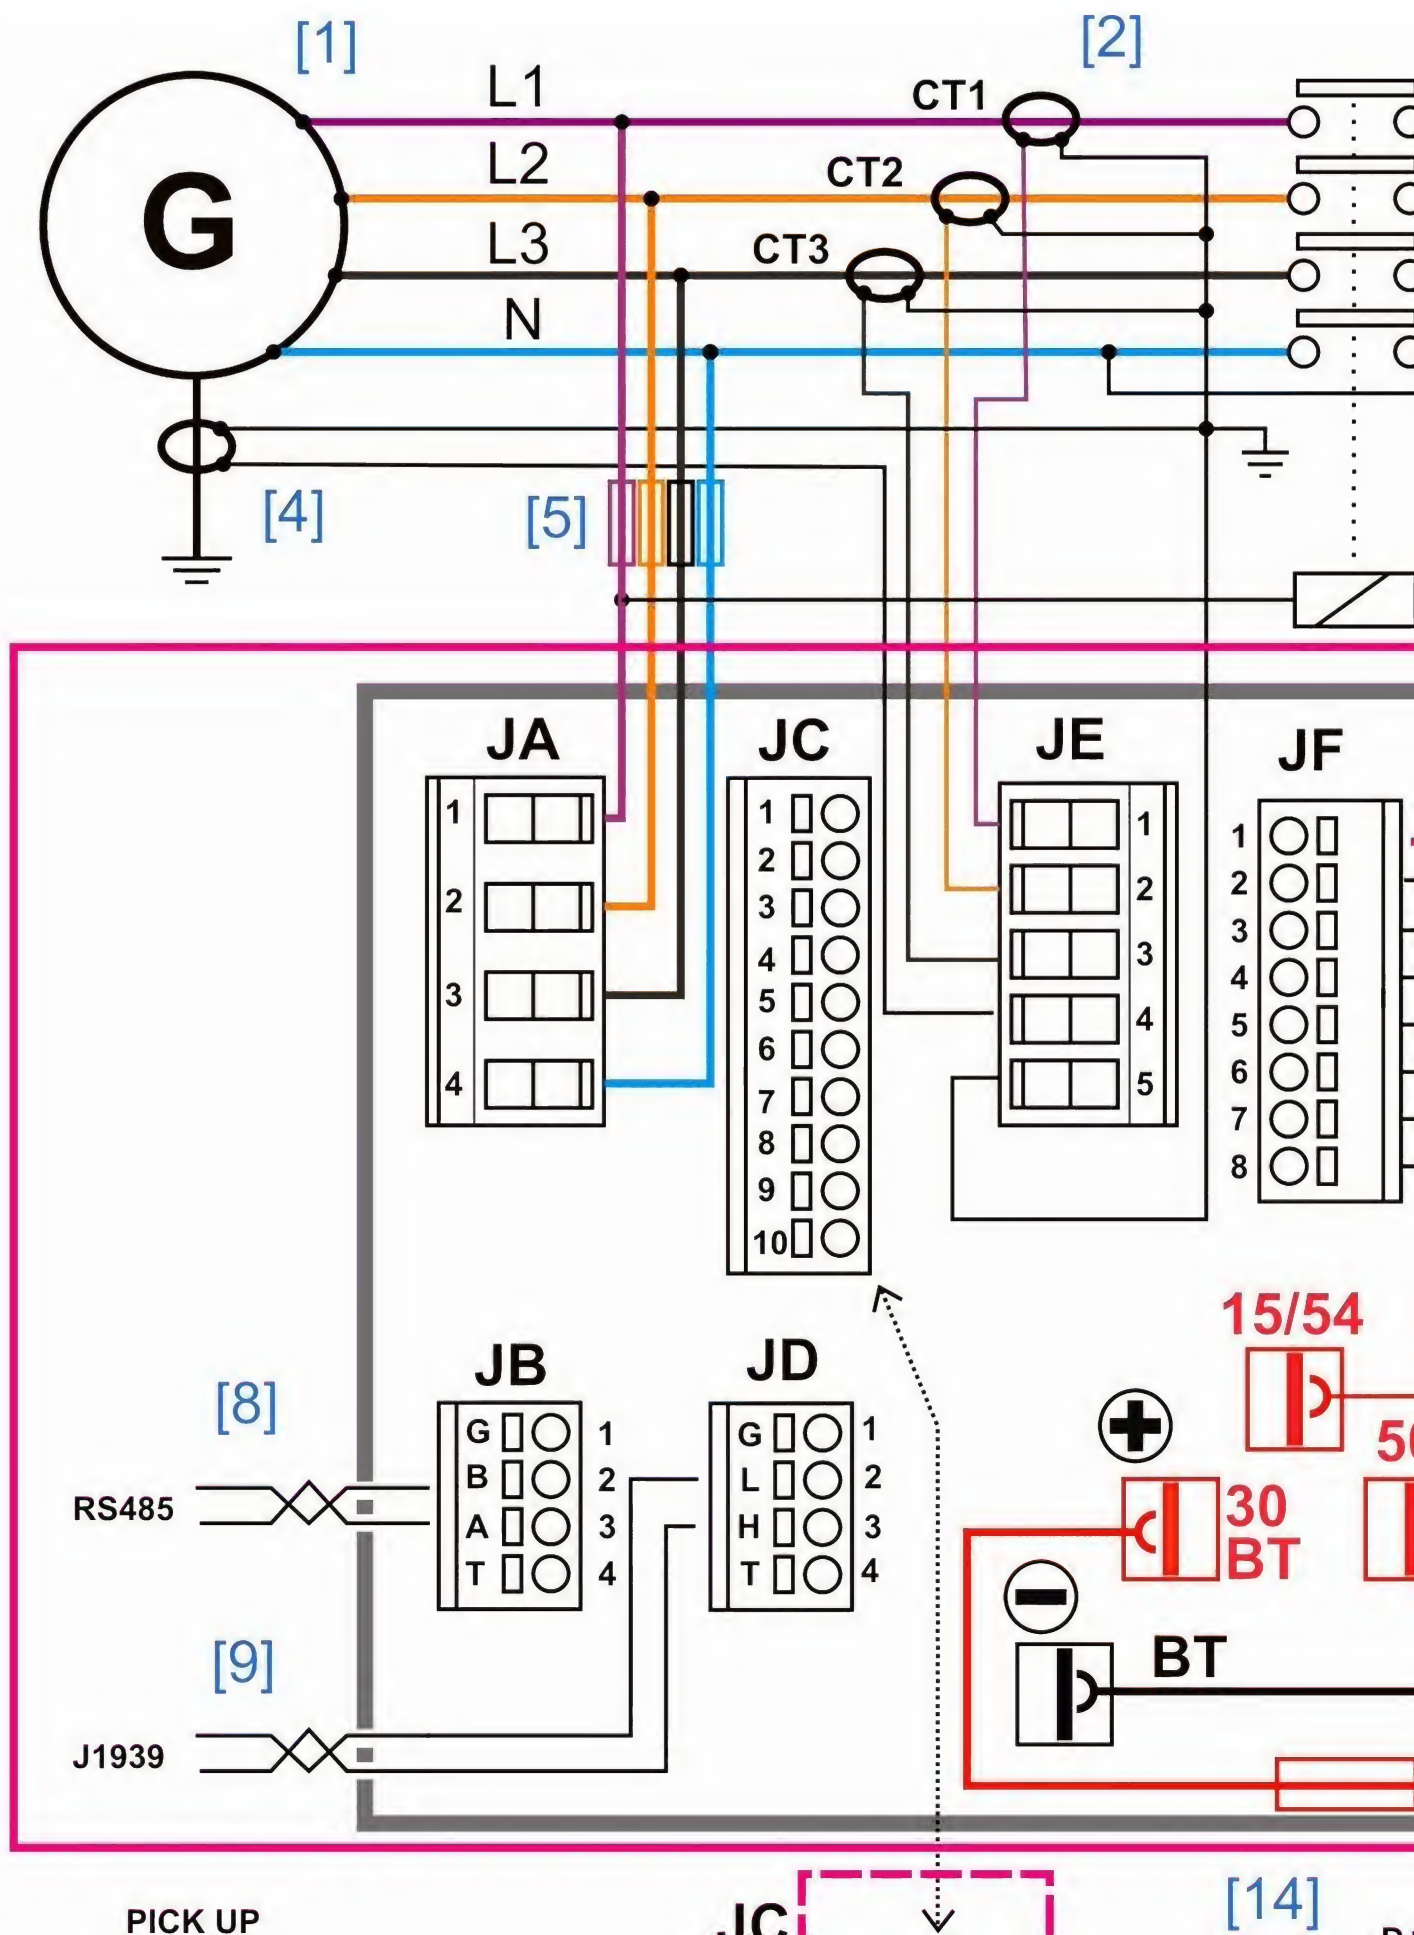 [1]
[2]
L1
CT1
L2
CT2
G
L3
CT3
N
[4]
[5]
JA
JC
JE
JF
1
2
3
4
1
2
3
4
5
6
7
8
9
10
1
2
3
4
5
1
2
3
4
5
6
7
8
15/54
JB
JD
[8]
G 1
B 2
A 3
T 4
G 1
L 2
H 3
T 4
RS485
30
BT
BT
[9]
J1939
[14]
PICK UP
JC